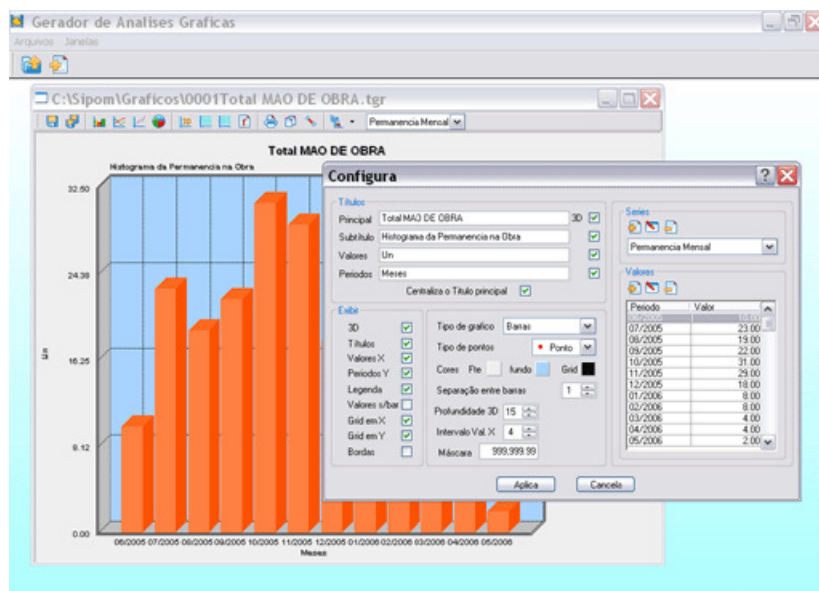 Gerador de Analises Graficas
Arquivos Janelas
C:\Sipom\Graficos\0001Total MAO DE OBRA.tgr
Permanencia Mensal
Total MAO DE OBRA
Histograma da Permanencia na Obra
32.50
24.38
16.25
8.12
0.00
Un
06/2005 07/2005 08/2005 09/2005 10/2005 11/2005 12/2005 01/2006 02/2006 03/2006 04/2006 05/2006
Meses
Configura
Títulos
Principal Total MAO DE OBRA 3D
Subtítulo Histograma da Permanencia na Obra
Valores Un
Periodos Meses
Centraliza o Título principal
Exibir
3D
Títulos
Valores X
Periodos Y
Legenda
Valores s/bar
Grid em X
Grid em Y
Bordas
Tipo de grafico Barras
Tipo de pontos Ponto
Cores Fte fundo Grid
Separação entre barras 1
Profundidade 3D 15
Intervalo Val. X 4
Máscara 999,999.99
Series
Permanencia Mensal
Valores
Periodo Valor
06/2005 10.00
07/2005 23.00
08/2005 19.00
09/2005 22.00
10/2005 31.00
11/2005 29.00
12/2005 18.00
01/2006 8.00
02/2006 8.00
03/2006 4.00
04/2006 4.00
05/2006 2.00
Aplica Cancela